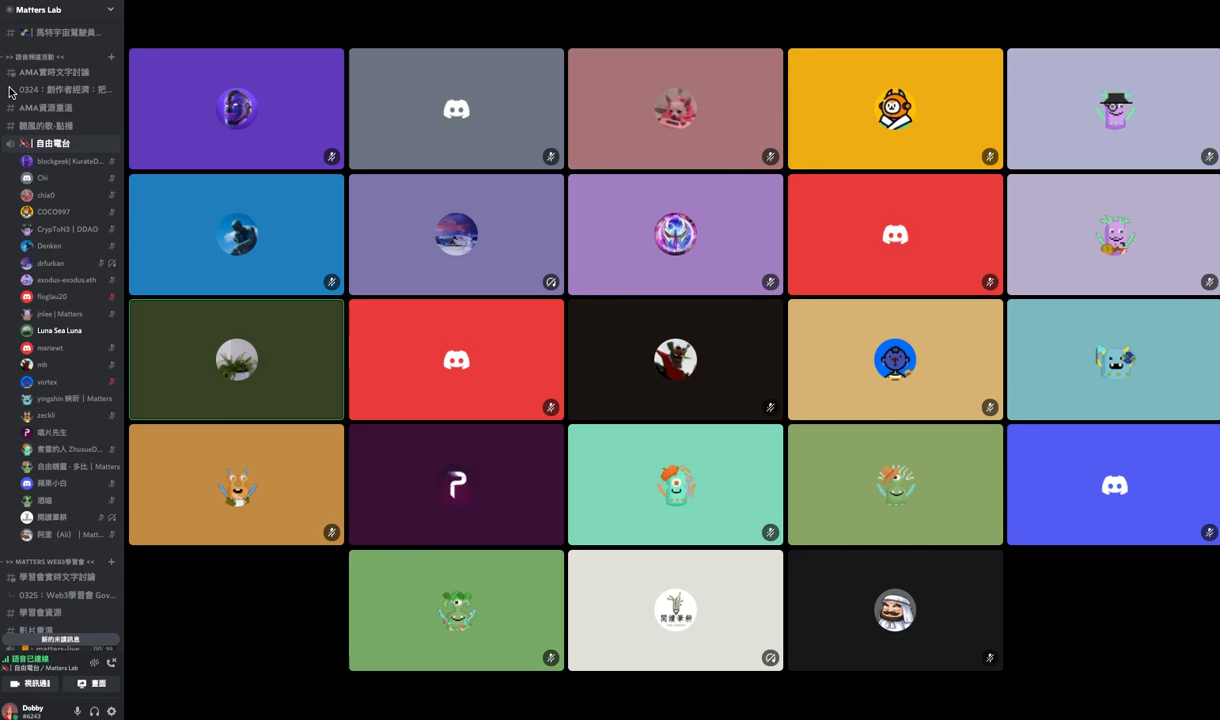 Matters Lab
馬特宇宙駕駛員...
>> 語音頻道活動 <<
AMA實時文字討論
0324：創作者經濟：把...
AMA資源重溫
聽風的歌-點播
自由電台
blockgeek| KurateD...
Chi
chia0
COCO997
CrypToN3 | DDAO
Denken
drfurkan
exodus-exodus.eth
floglau20
jnlee | Matters
Luna Sea Luna
mariewt
mb
vortex
yingshin 映昕｜Matters
zeckli
唱片先生
煮雪的人 ZhuxueD...
自由精靈 - 多比｜Matters
蘋果小白
酒喵
閱讀筆耕
阿里（Ali）｜Matt...
>> MATTERS WEB3學習會 <<
學習會實時文字討論
0325：Web3學習會 Gov...
學習會資源
影片重溫
新的未讀訊息
matters-live
語音已連線
自由電台 / Matters Lab
視訊通話
畫面
Dobby
#6243
閱讀筆耕